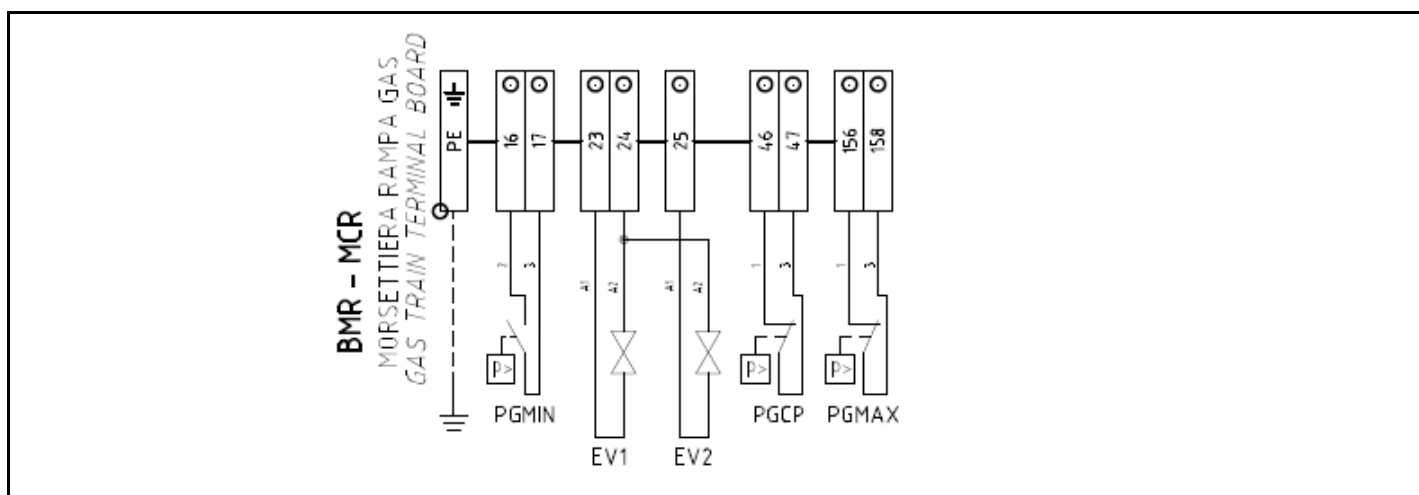 BMR - MCR
MORSETTIERA RAMPA GAS
GAS TRAIN TERMINAL BOARD
PE 16 17 23 24 25 46 47 156 158
2 3 A1 A2 A1 A2 1 3 1 3
P> P> P>
PGMIN PGCP PGMAX
EV1 EV2